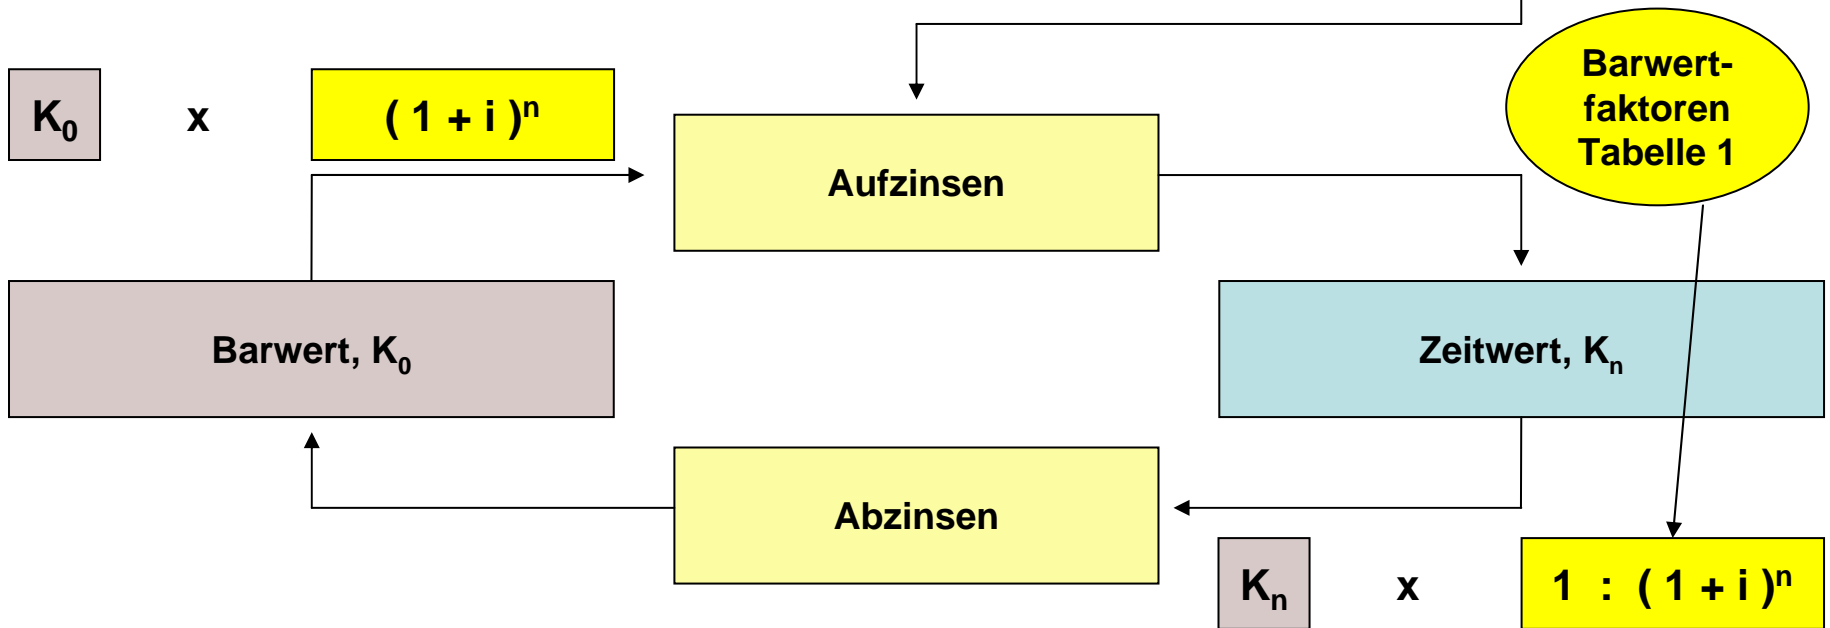 Barwert-
faktoren
Tabelle 1
K₀ x ( 1 + i )ⁿ
Aufzinsen
Barwert, K₀
Zeitwert, Kₙ
Abzinsen
Kₙ x 1 : ( 1 + i )ⁿ